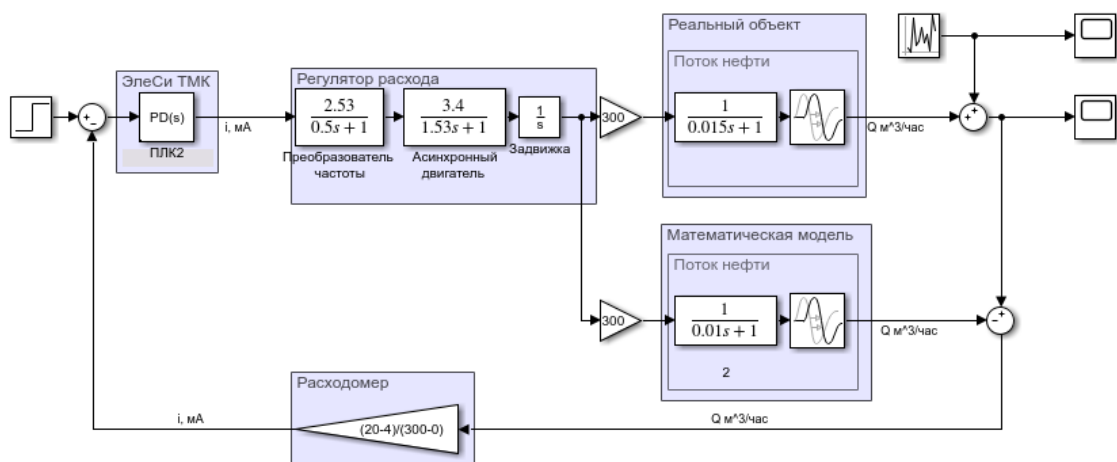 Реальный объект
Поток нефти
ЭлеСи ТМК
Регулятор расхода
+
-
PD(s)
ПЛК2
i, мА
2.53
0.5s + 1
Преобразователь
частоты
3.4
1.53s + 1
Асинхронный
двигатель
1
s
Задвижка
300
1
0.015s + 1
Q м^3/час
+
+
Математическая модель
Поток нефти
300
1
0.01s + 1
2
Q м^3/час
-
+
Расходомер
(20-4)/(300-0)
i, мА
Q м^3/час